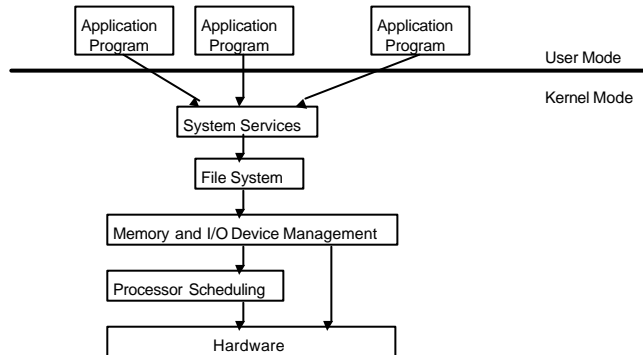 Application
Program
Application
Program
Application
Program
User Mode
Kernel Mode
System Services
File System
Memory and I/O Device Management
Processor Scheduling
Hardware